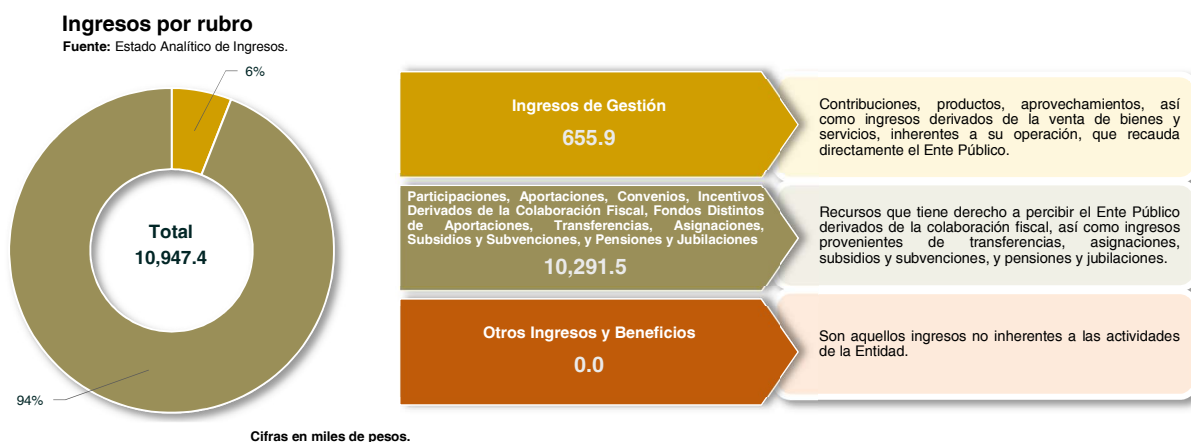 Ingresos por rubro
Fuente: Estado Analítico de Ingresos.
6%
Total
10,947.4
94%
Ingresos de Gestión
655.9
Contribuciones, productos, aprovechamientos, así
como ingresos derivados de la venta de bienes y
servicios, inherentes a su operación, que recauda
directamente el Ente Público.
Participaciones, Aportaciones, Convenios, Incentivos
Derivados de la Colaboración Fiscal, Fondos Distintos
de Aportaciones, Transferencias, Asignaciones,
Subsidios y Subvenciones, y Pensiones y Jubilaciones
10,291.5
Recursos que tiene derecho a percibir el Ente Público
derivados de la colaboración fiscal, así como ingresos
provenientes de transferencias, asignaciones,
subsidios y subvenciones, y pensiones y jubilaciones.
Otros Ingresos y Beneficios
0.0
Son aquellos ingresos no inherentes a las actividades
de la Entidad.
Cifras en miles de pesos.